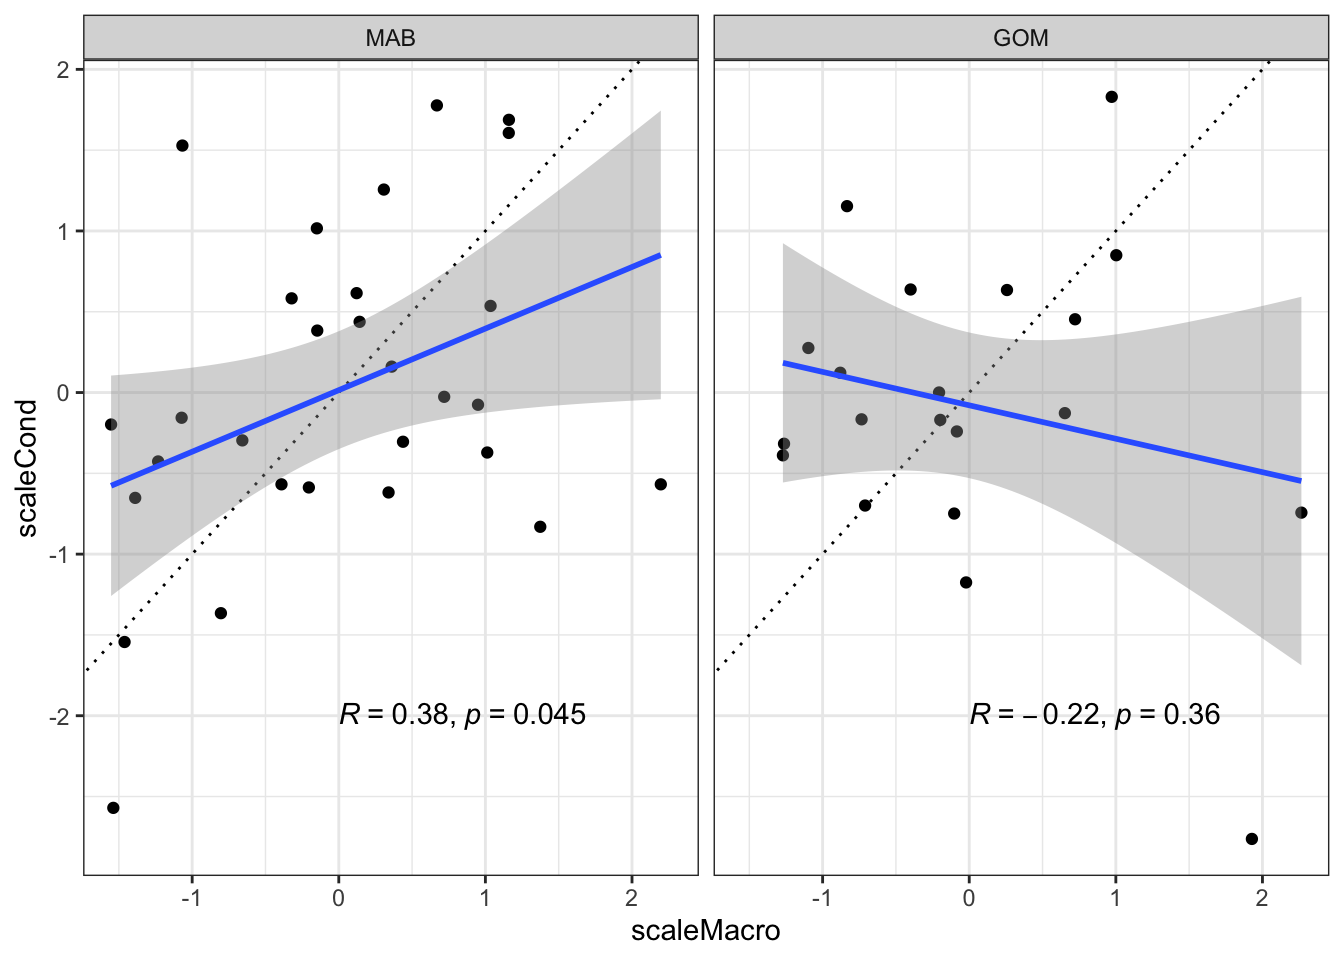 MAB
GOM
scaleCond
2
1
0
-1
-2
R = 0.38, p = 0.045
R = −0.22, p = 0.36
-1 0 1 2
-1 0 1 2
scaleMacro